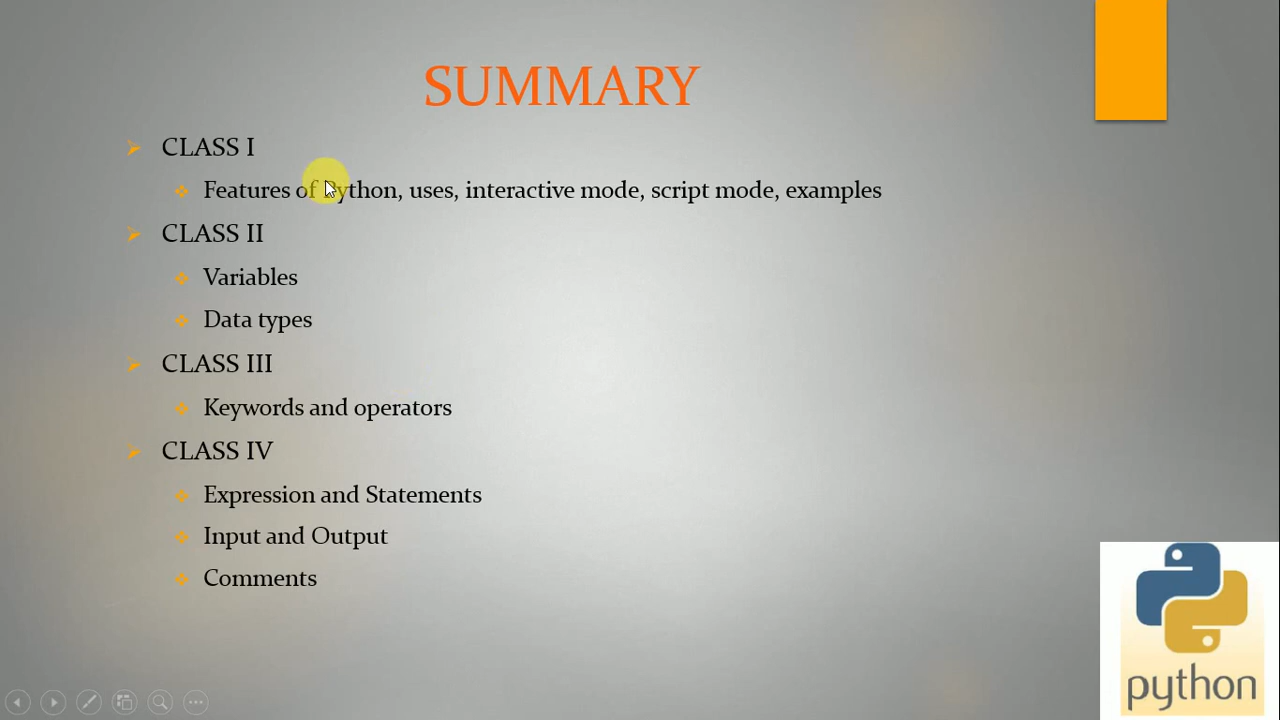 SUMMARY
CLASS I
Features of Python, uses, interactive mode, script mode, examples
CLASS II
Variables
Data types
CLASS III
Keywords and operators
CLASS IV
Expression and Statements
Input and Output
Comments
python